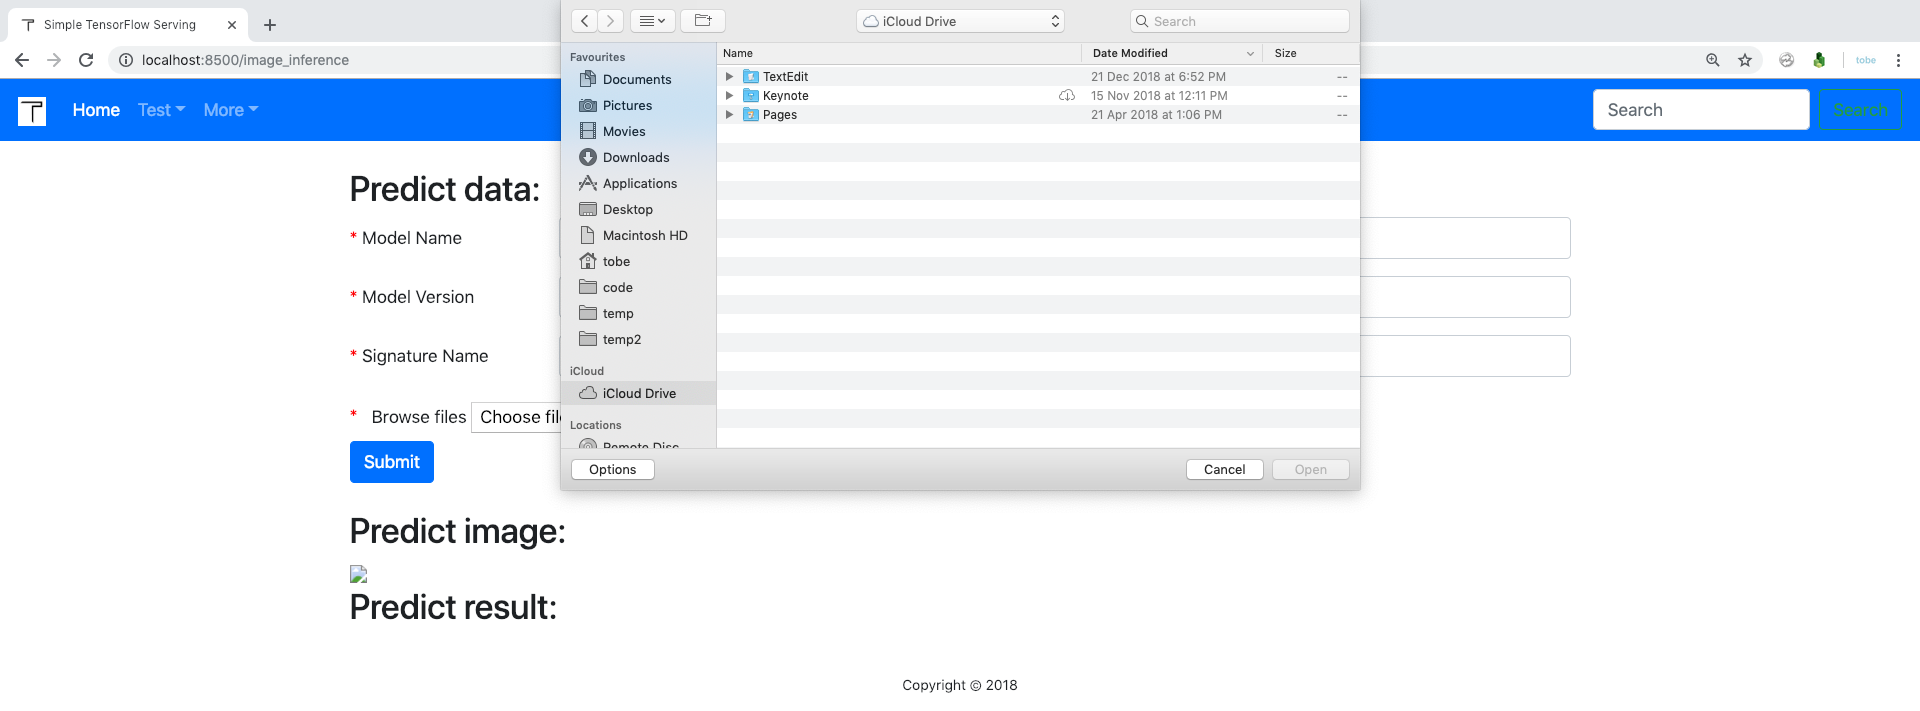 Simple TensorFlow Serving
localhost:8500/image_inference
tobe
Home Test More
Search
Search
iCloud Drive
Search
Favourites
Documents
Pictures
Movies
Downloads
Applications
Desktop
Macintosh HD
tobe
code
temp
temp2
iCloud
iCloud Drive
Locations
Remote Disc
Name Date Modified Size
TextEdit 21 Dec 2018 at 6:52 PM --
Keynote 15 Nov 2018 at 12:11 PM --
Pages 21 Apr 2018 at 1:06 PM --
Options Cancel Open
Predict data:
* Model Name
* Model Version
* Signature Name
* Browse files Choose fil
Submit
Predict image:
Predict result:
Copyright © 2018